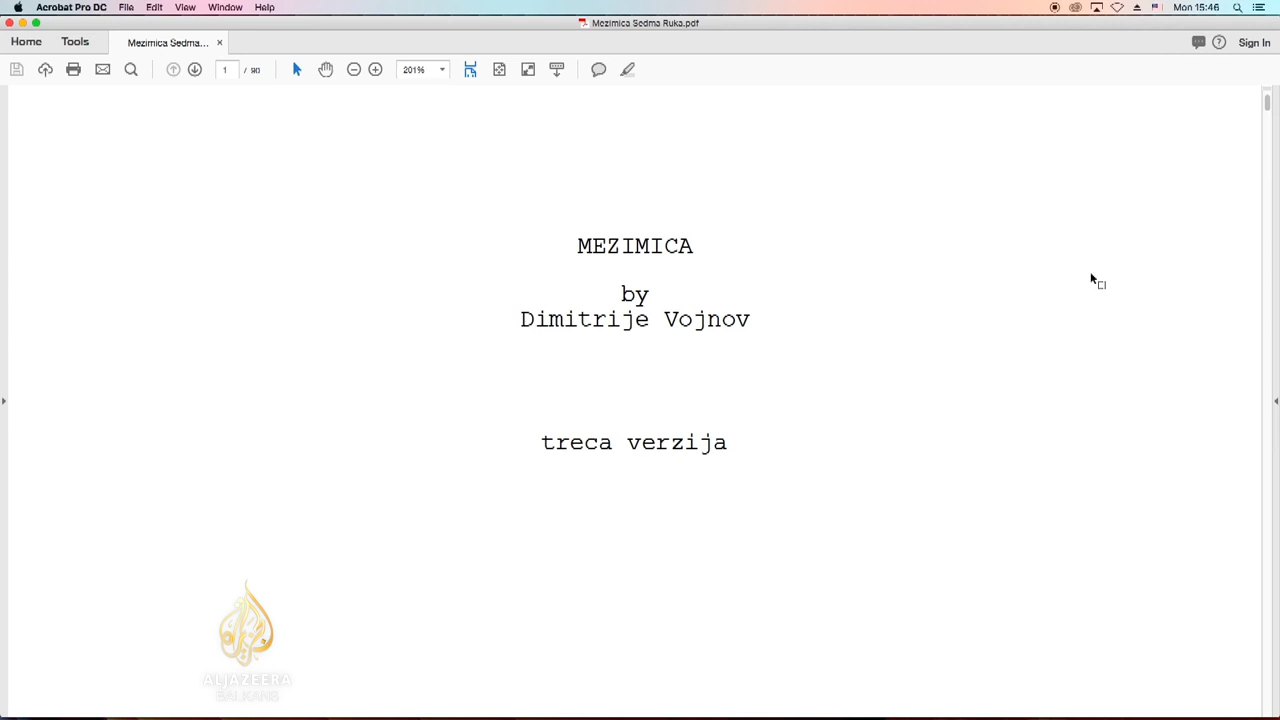 Acrobat Pro DC File Edit View Window Help Mon 15:46
Mezimica Sedma Ruka.pdf
Home Tools Mezimica Sedma... × Sign In
1 / 90 201%
MEZIMICA
by
Dimitrije Vojnov
treca verzija
ALJAZEERA
BALKANS